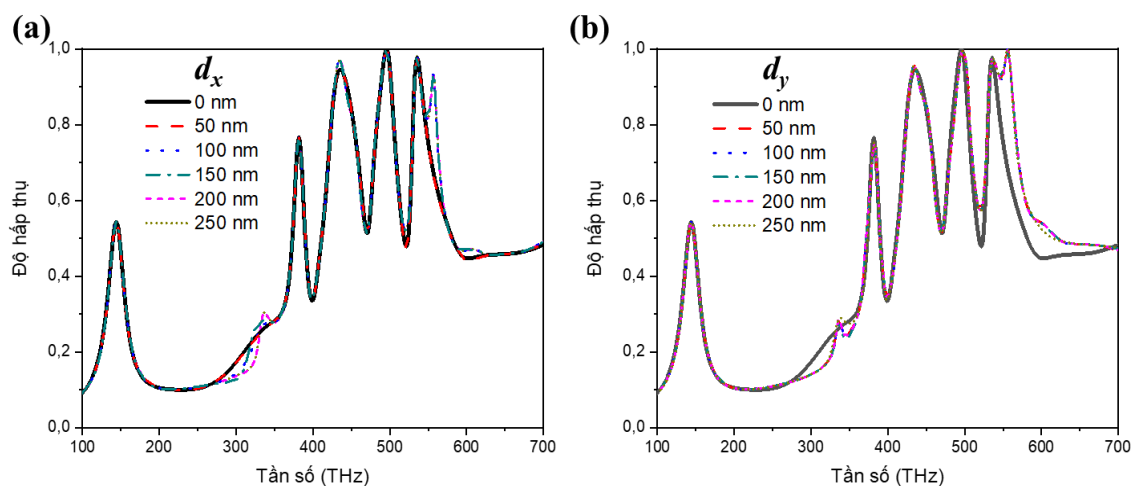 (a)
d_x
0 nm
50 nm
100 nm
150 nm
200 nm
250 nm
Độ hấp thụ
1,0
0,8
0,6
0,4
0,2
0,0
100 200 300 400 500 600 700
Tần số (THz)
(b)
d_y
0 nm
50 nm
100 nm
150 nm
200 nm
250 nm
Độ hấp thụ
1,0
0,8
0,6
0,4
0,2
0,0
100 200 300 400 500 600 700
Tần số (THz)